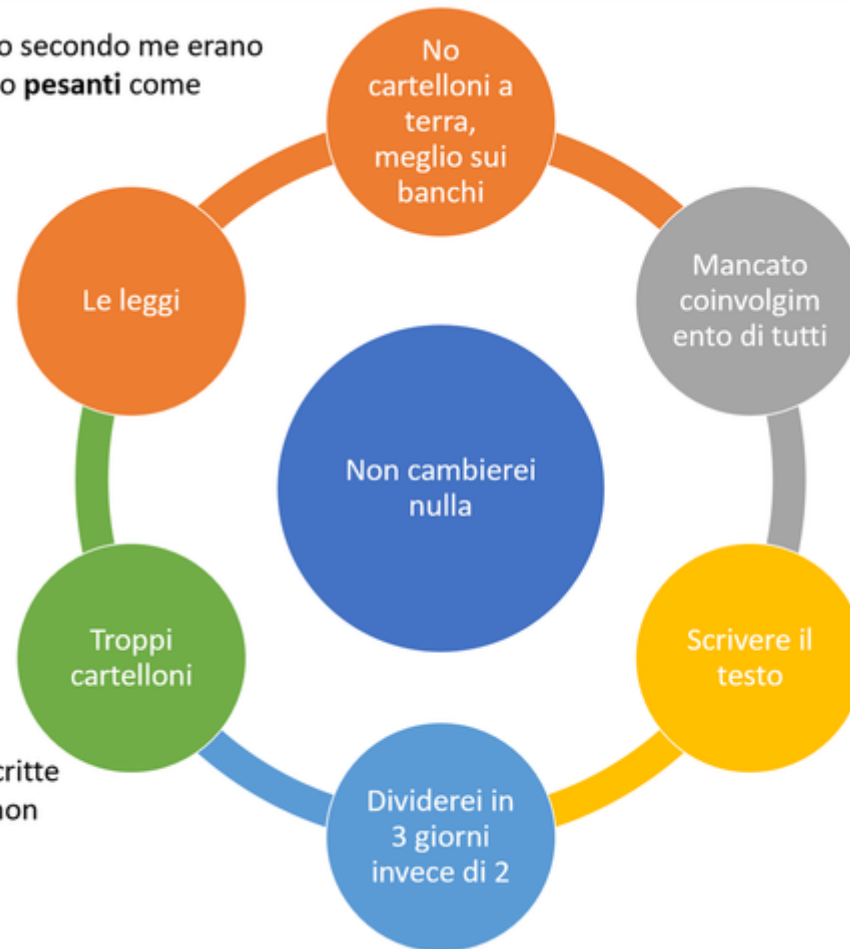 o secondo me erano
o pesanti come
No
cartelloni a
terra,
meglio sui
banchi
Le leggi
Mancato
coinvolgim
ento di tutti
Non cambierei
nulla
Troppi
cartelloni
Scrivere il
testo
critte
non
Dividerei in
3 giorni
invece di 2